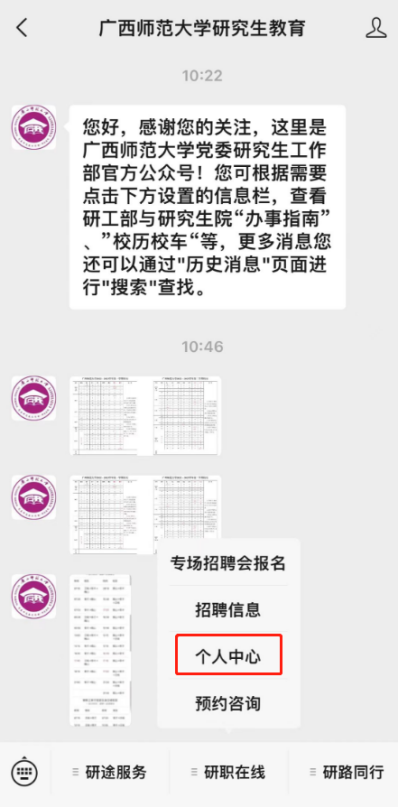 广西师范大学研究生教育
10:22
您好，感谢您的关注，这里是
广西师范大学党委研究生工作
部官方公众号！您可根据需要
点击下方设置的信息栏，查看
研工部与研究生院“办事指南”
、”校历校车“等，更多消息您
还可以通过"历史消息"页面进
行"搜索"查找。
10:46
专场招聘会报名
招聘信息
个人中心
预约咨询
研途服务
研职在线
研路同行